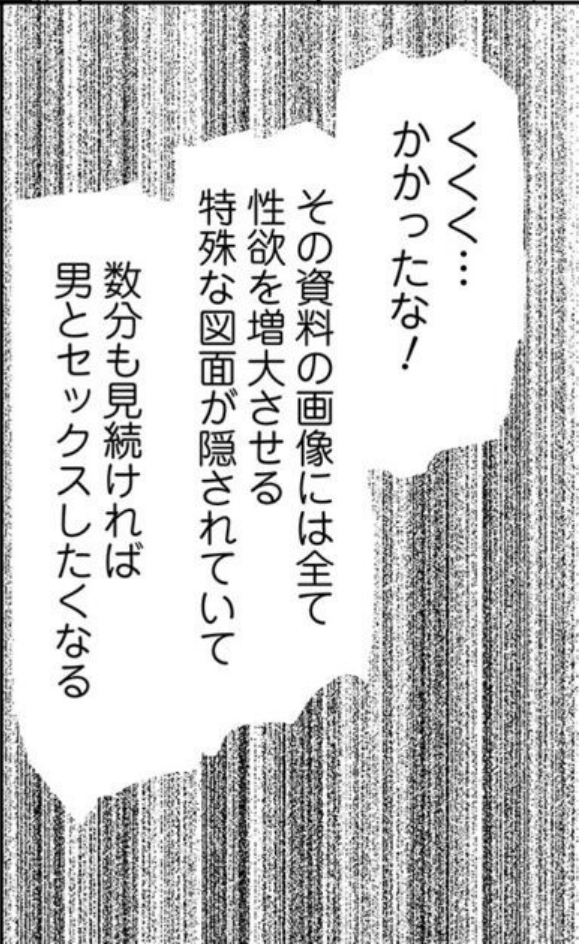 くくく…
かかったな！
その資料の画像には全て
性欲を増大させる
特殊な図面が隠されていて
数分も見続ければ
男とセックスしたくなる